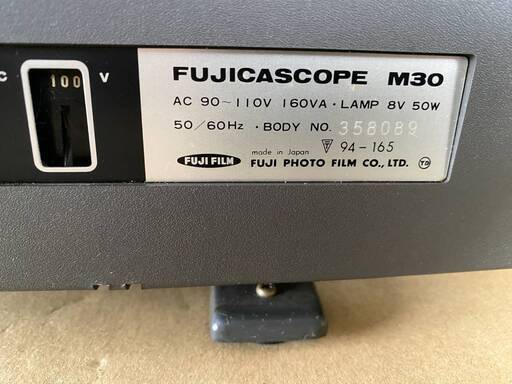 C 100 V
FUJICASCOPE M30
AC 90~110V 160VA · LAMP 8V 50W
50/60Hz · BODY NO. 358089
FUJI FILM made in Japan 〒 94-165
FUJI PHOTO FILM CO., LTD. TS